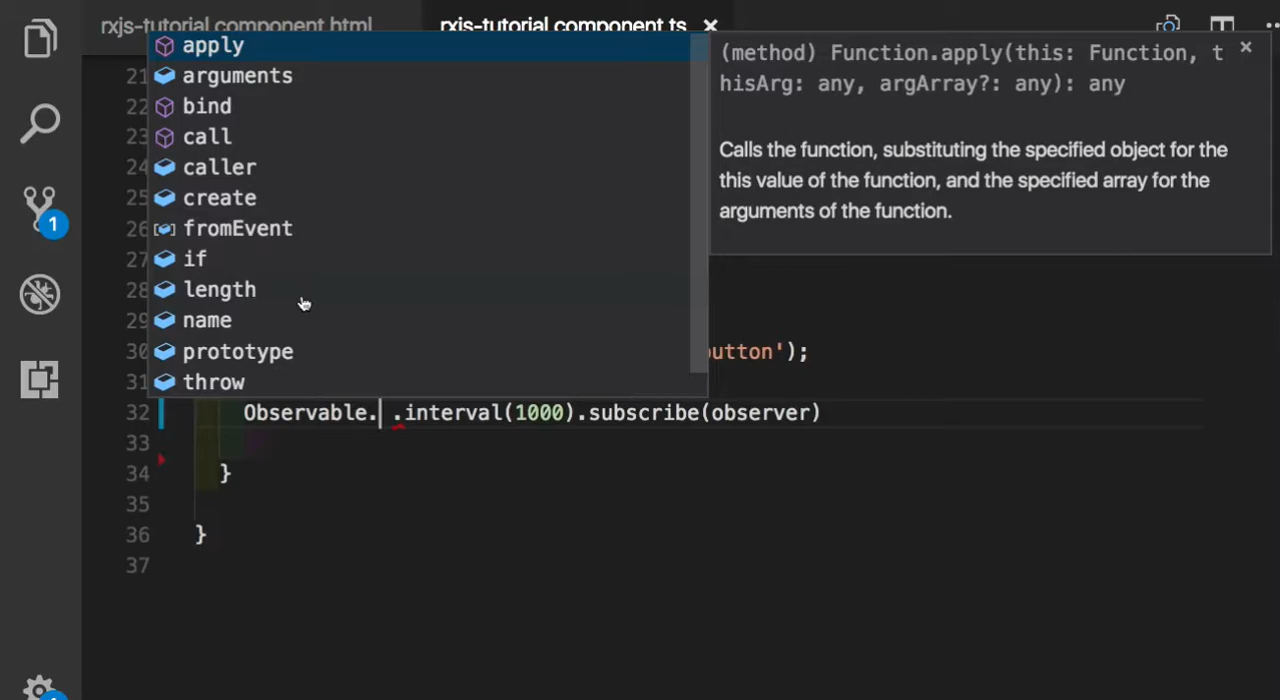 rxjs-tutorial.component.html rxjs-tutorial.component.ts
apply
21 arguments
22 bind
23 call
24 caller
25 create
26 fromEvent
27 if
28 length
29 name
30 prototype
31 throw
(method) Function.apply(this: Function, t
hisArg: any, argArray?: any): any
Calls the function, substituting the specified object for the
this value of the function, and the specified array for the
arguments of the function.
button');
32 Observable. .interval(1000).subscribe(observer)
33
34 }
35
36 }
37
1